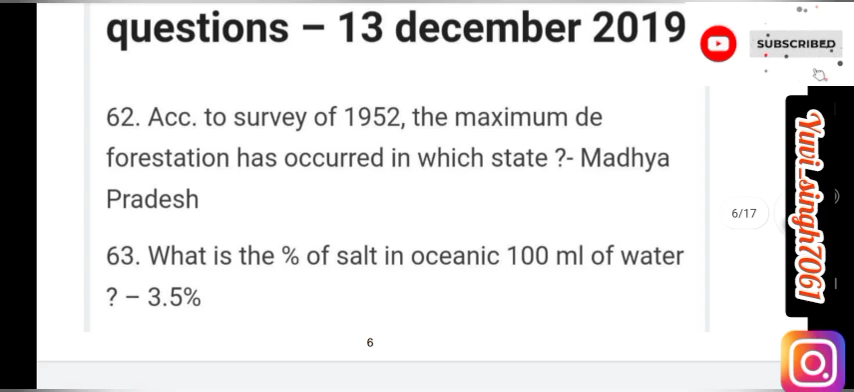 questions – 13 december 2019
SUBSCRIBED
62. Acc. to survey of 1952, the maximum de
forestation has occurred in which state ?- Madhya
Pradesh
6/17
63. What is the % of salt in oceanic 100 ml of water
? – 3.5%
6
Yuvi_singh7061